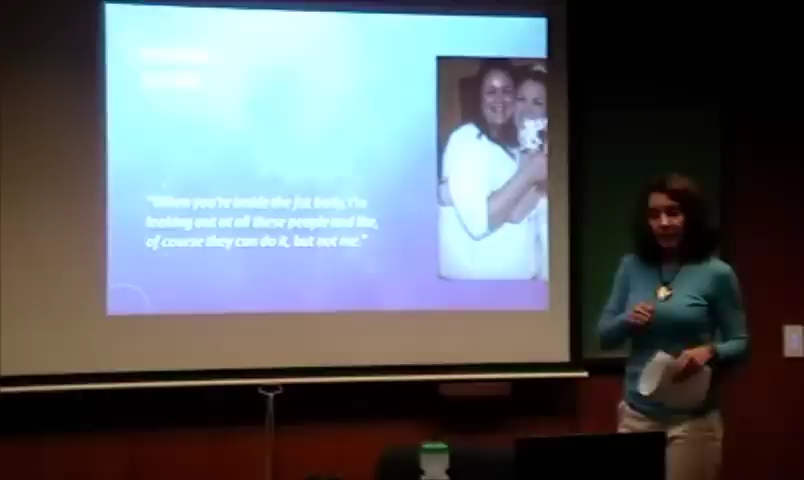 "When you're inside the fat body, I'm
looking out at all these people and like,
of course they can do it, but not me."